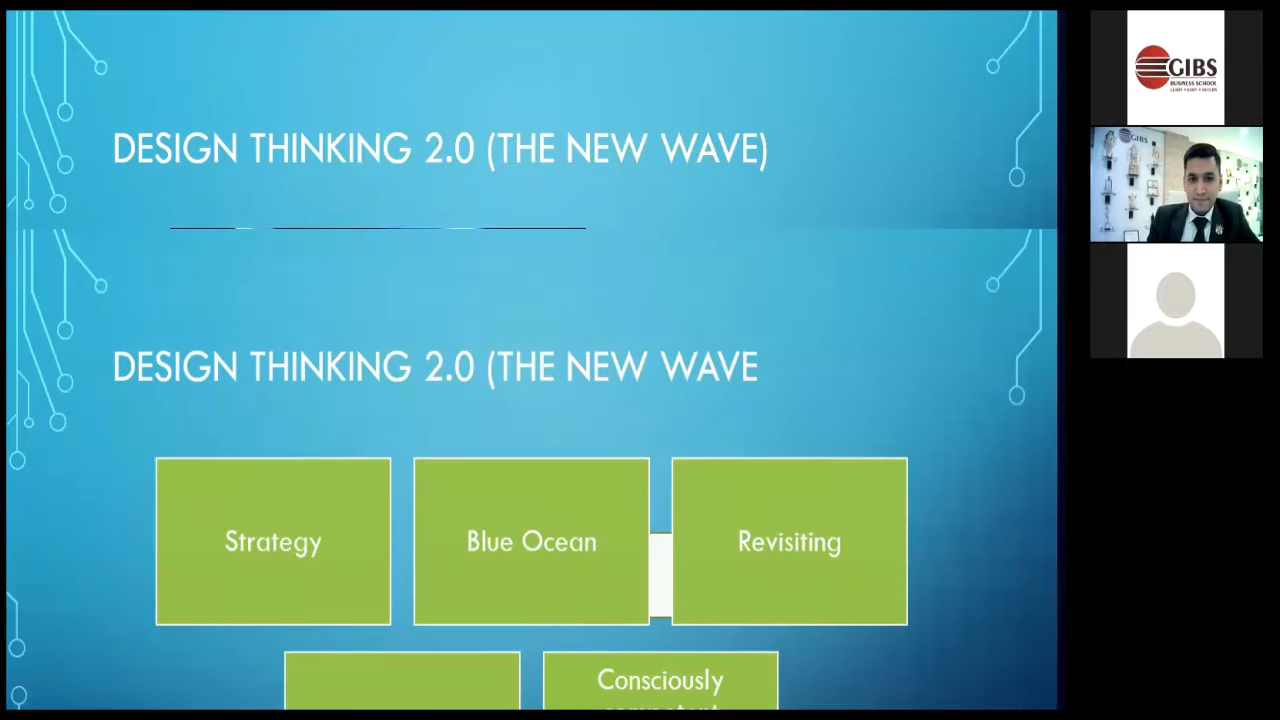 DESIGN THINKING 2.0 (THE NEW WAVE)
DESIGN THINKING 2.0 (THE NEW WAVE
Strategy
Blue Ocean
Revisiting
Consciously
GIBS
BUSINESS SCHOOL
GIBS